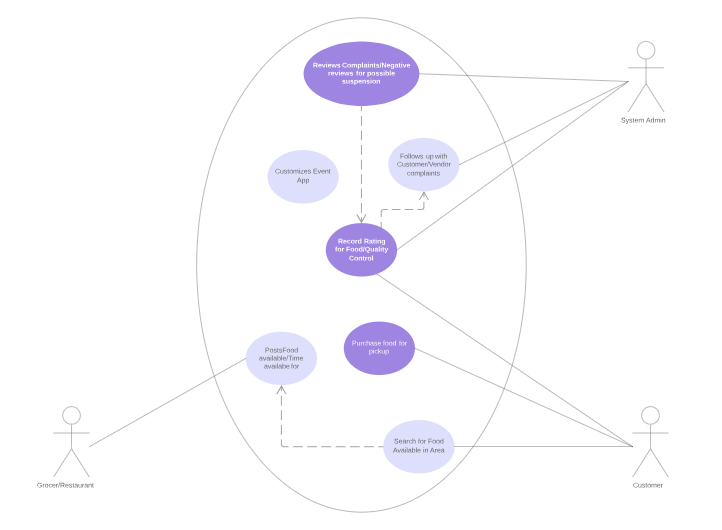 Reviews Complaints/Negative
reviews for possible
suspension
System Admin
Follows up with
Customer/Vendor
complaints
Customizes Event
App
Record Rating
for Food/Quality
Control
Purchase food for
pickup
PostsFood
available/Time
availabe for
Search for Food
Available in Area
Grocer/Restaurant
Customer